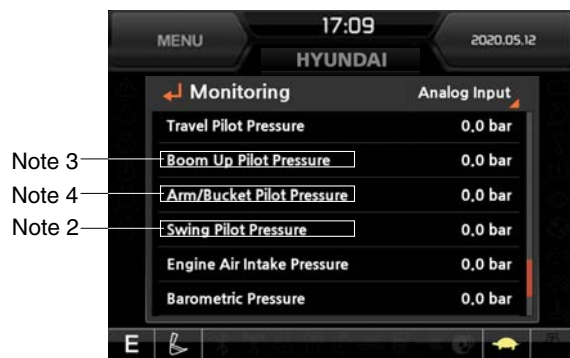 17:09
MENU
2020.05.12
HYUNDAI
Monitoring Analog Input
Travel Pilot Pressure 0.0 bar
Note 3 Boom Up Pilot Pressure 0.0 bar
Note 4 Arm/Bucket Pilot Pressure 0.0 bar
Note 2 Swing Pilot Pressure 0.0 bar
Engine Air Intake Pressure 0.0 bar
Barometric Pressure 0.0 bar
E